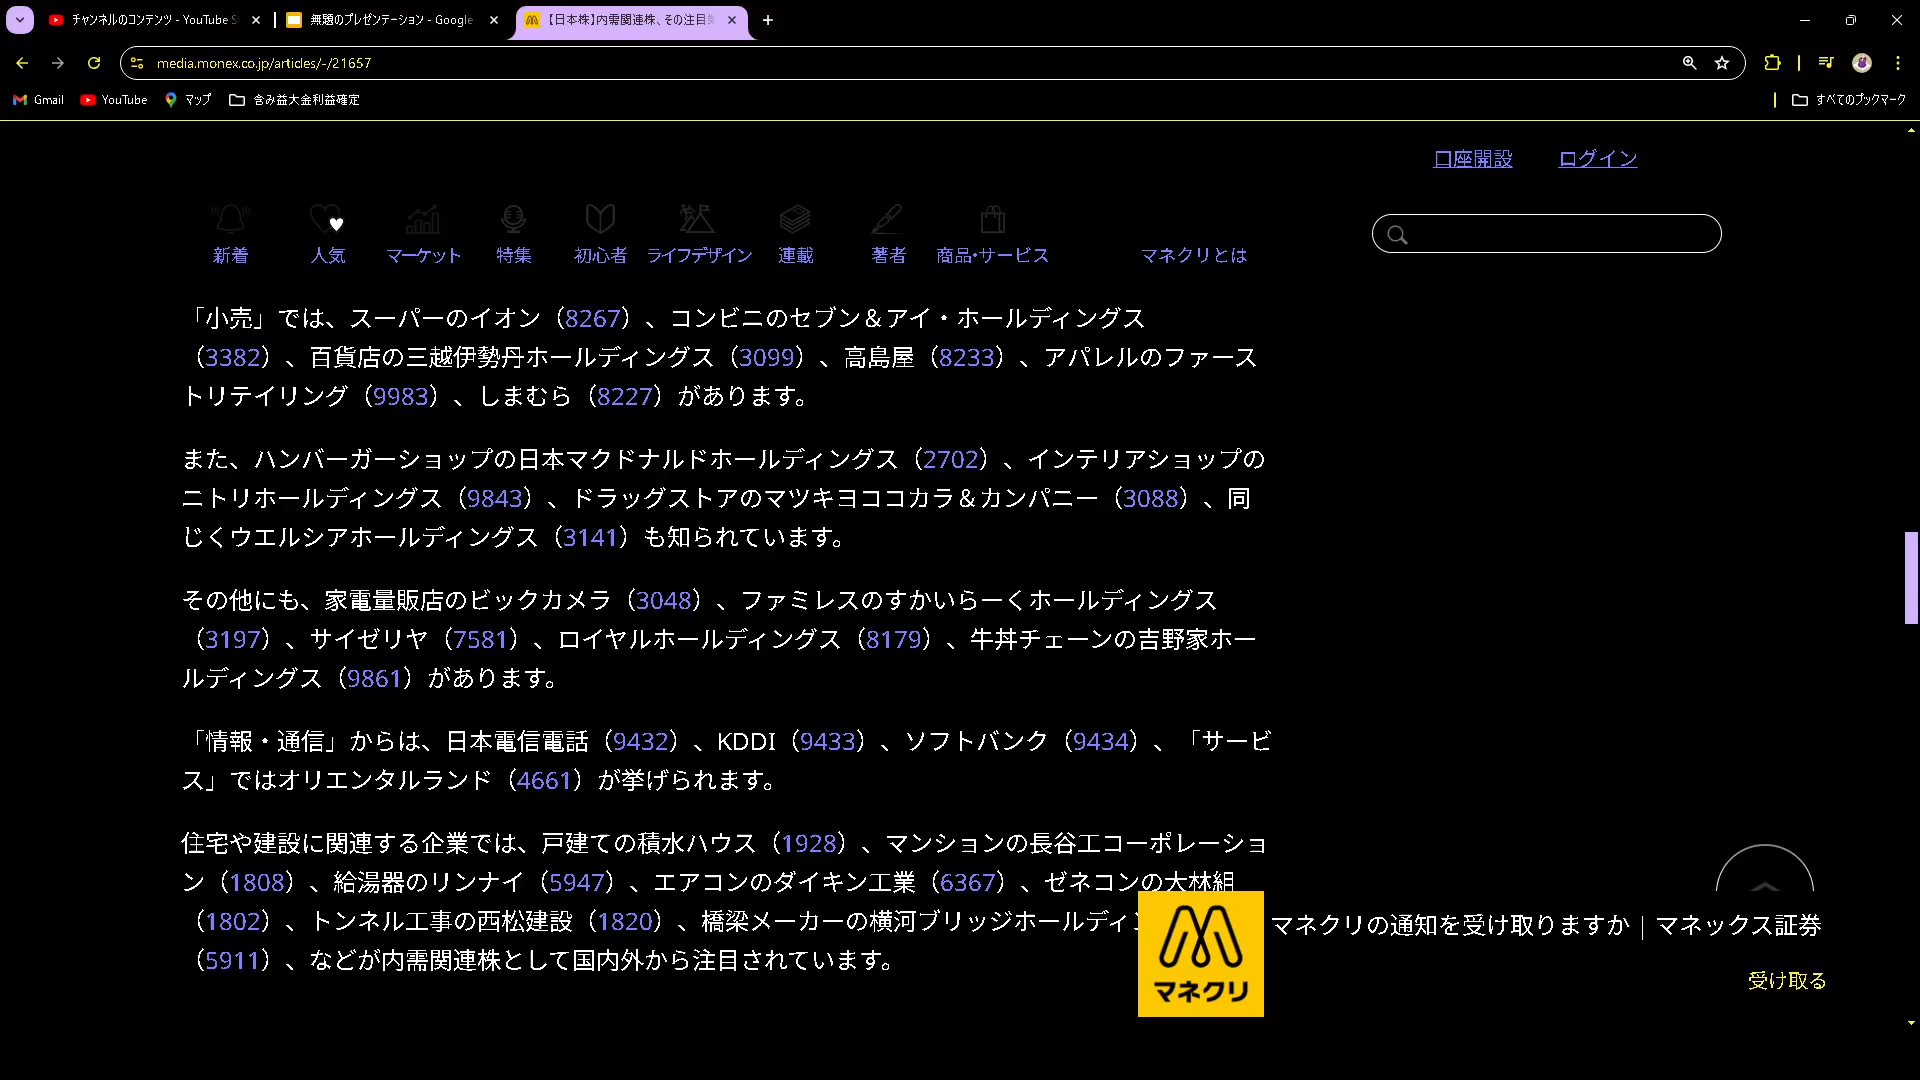 チャンネルのコンテンツ - YouTube S
無題のプレゼンテーション - Google
【日本株】内需関連株、その注目
media.monex.co.jp/articles/-/21657
Gmail
YouTube
マップ
含み益大金利益確定
すべてのブックマーク
口座開設
ログイン
新着
人気
マーケット
特集
初心者
ライフデザイン
連載
著者
商品・サービス
マネクリとは
「小売」では、スーパーのイオン（8267）、コンビニのセブン＆アイ・ホールディングス
（3382）、百貨店の三越伊勢丹ホールディングス（3099）、高島屋（8233）、アパレルのファース
トリテイリング（9983）、しまむら（8227）があります。
また、ハンバーガーショップの日本マクドナルドホールディングス（2702）、インテリアショップの
ニトリホールディングス（9843）、ドラッグストアのマツキヨココカラ＆カンパニー（3088）、同
じくウエルシアホールディングス（3141）も知られています。
その他にも、家電量販店のビックカメラ（3048）、ファミレスのすかいらーくホールディングス
（3197）、サイゼリヤ（7581）、ロイヤルホールディングス（8179）、牛丼チェーンの吉野家ホー
ルディングス（9861）があります。
「情報・通信」からは、日本電信電話（9432）、KDDI（9433）、ソフトバンク（9434）、「サービ
ス」ではオリエンタルランド（4661）が挙げられます。
住宅や建設に関連する企業では、戸建ての積水ハウス（1928）、マンションの長谷工コーポレーショ
ン（1808）、給湯器のリンナイ（5947）、エアコンのダイキン工業（6367）、ゼネコンの大林組
（1802）、トンネル工事の西松建設（1820）、橋梁メーカーの横河ブリッジホールディン
（5911）、などが内需関連株として国内外から注目されています。
マネクリ
マネクリの通知を受け取りますか｜マネックス証券
受け取る